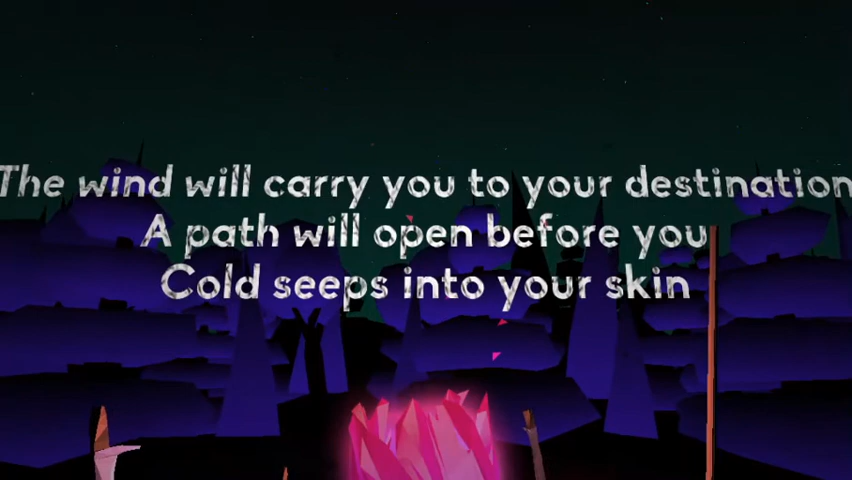 The wind will carry you to your destination
A path will open before you
Cold seeps into your skin